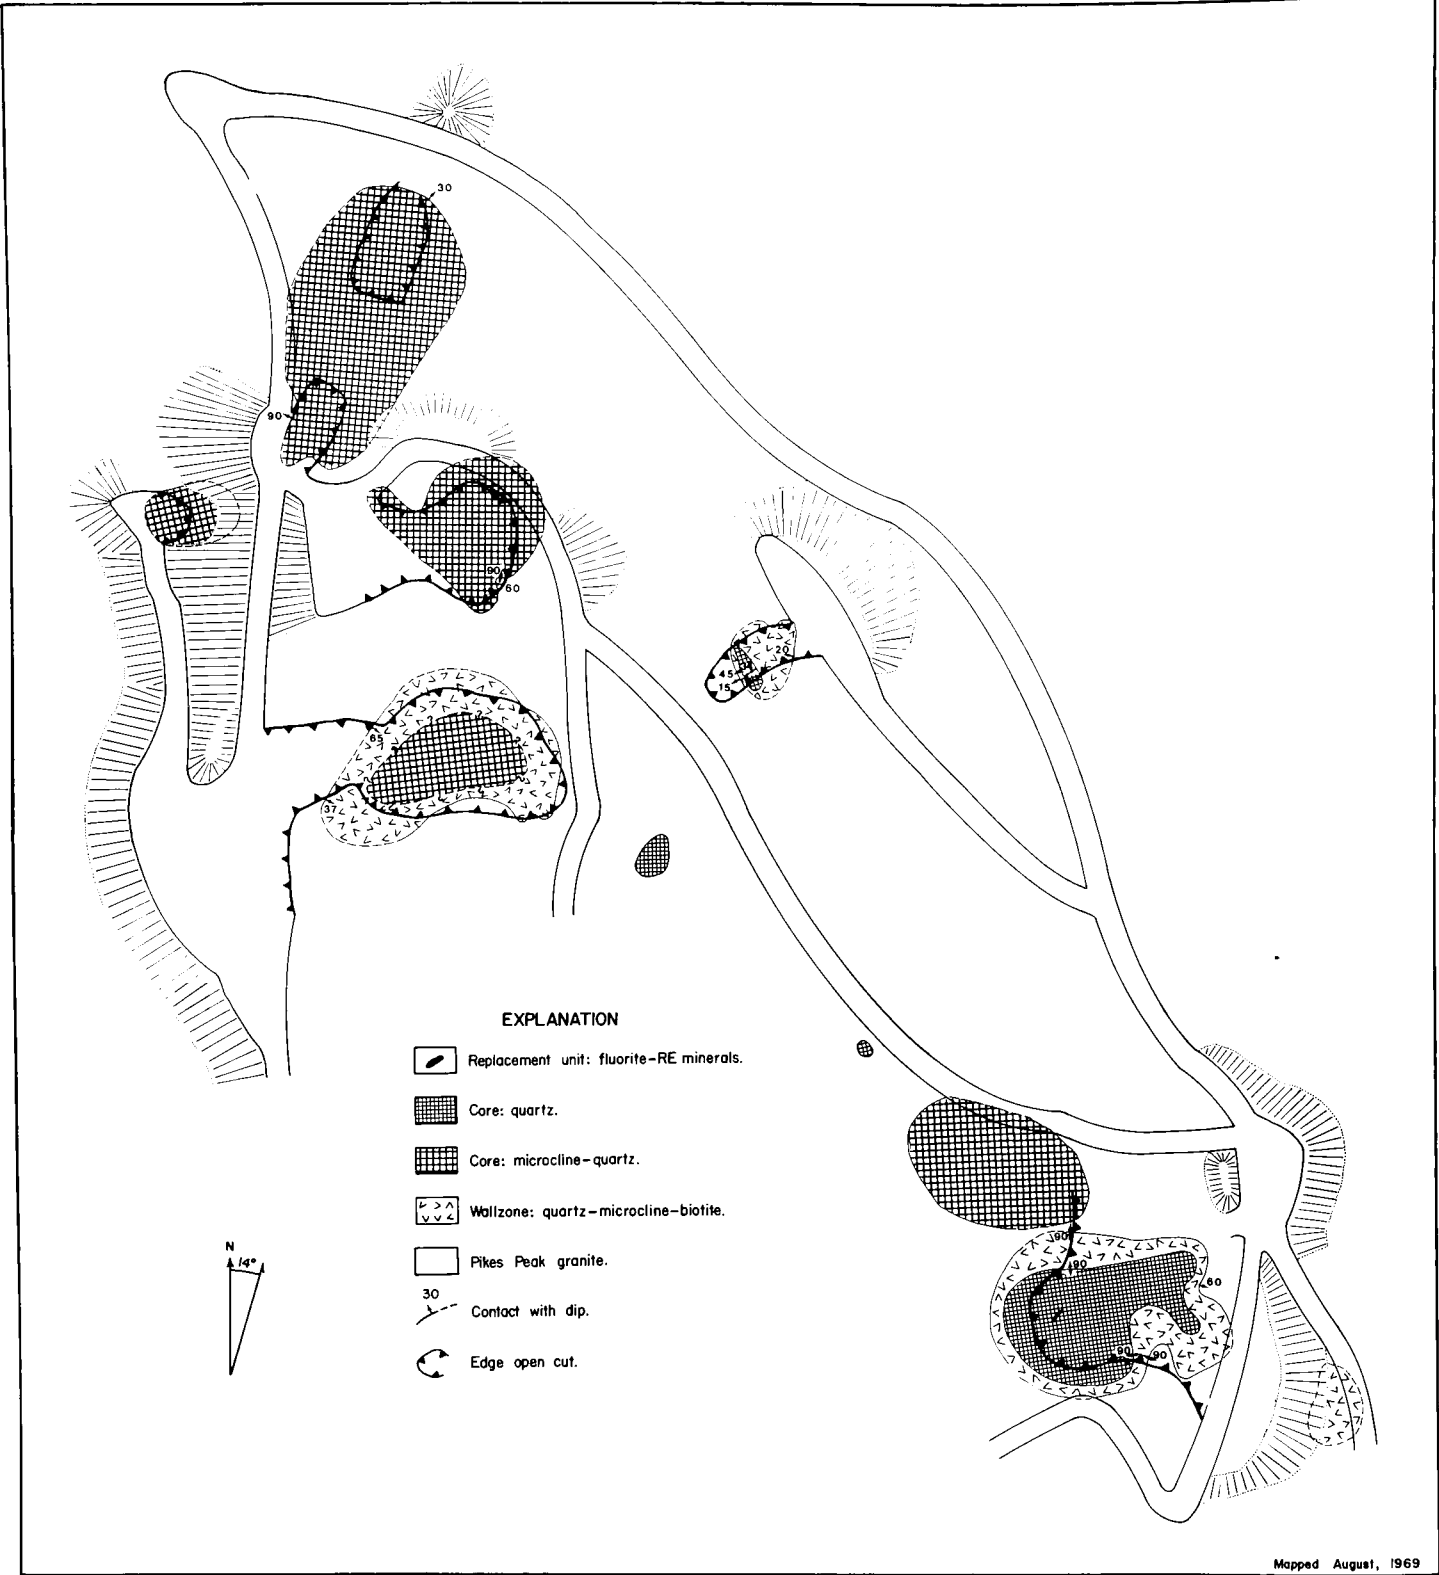 30
90
90
60
20
45
15
65
37
EXPLANATION
Replacement unit: fluorite-RE minerals.
Core: quartz.
Core: microcline-quartz.
Wallzone: quartz-microcline-biotite.
Pikes Peak granite.
30
Contact with dip.
Edge open cut.
N
14°
90
90
60
90
90
Mapped August, 1969